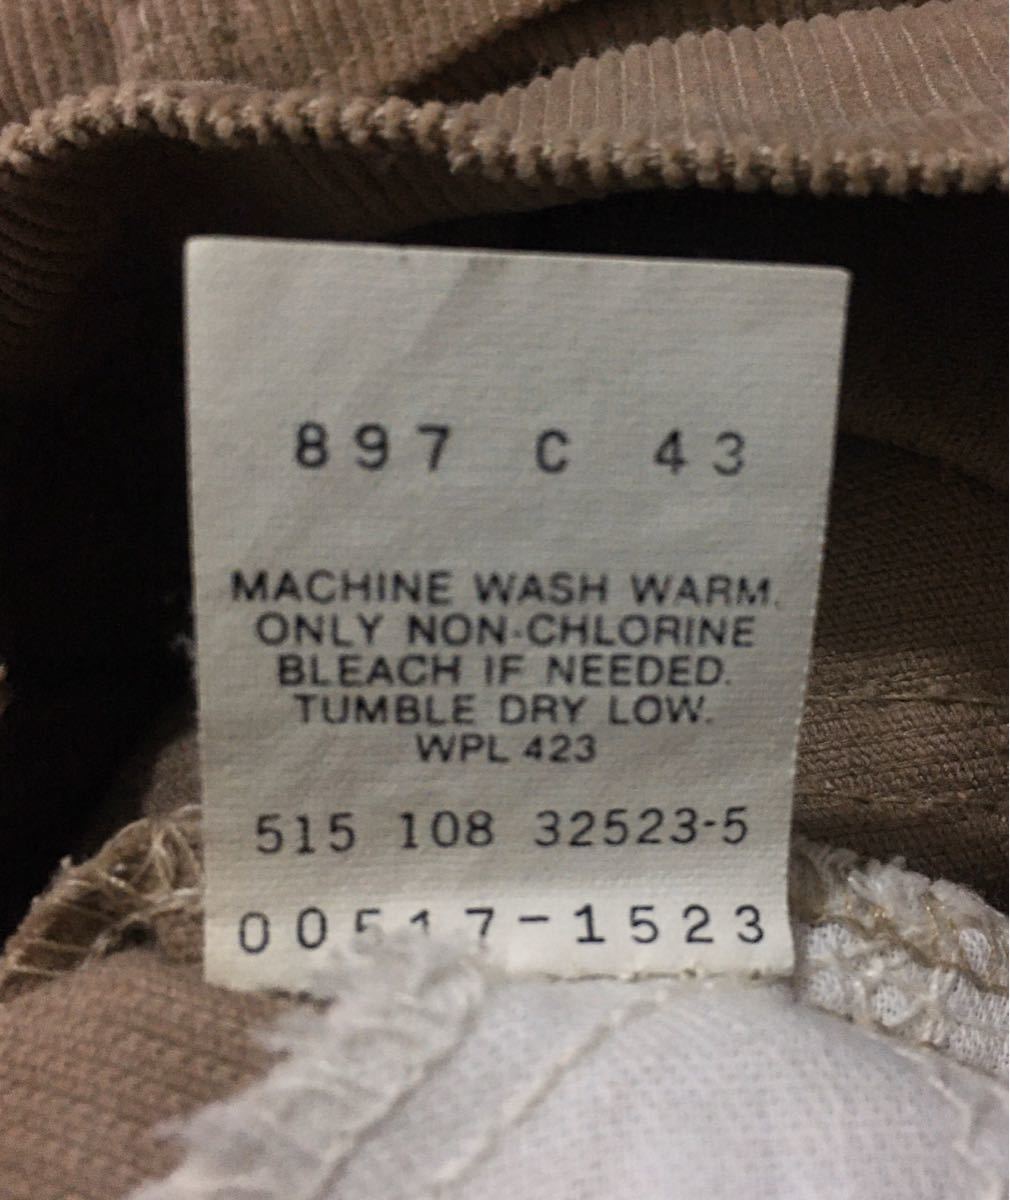 897 C 43
MACHINE WASH WARM.
ONLY NON-CHLORINE
BLEACH IF NEEDED.
TUMBLE DRY LOW.
WPL 423
515 108 32523-5
00517-1523